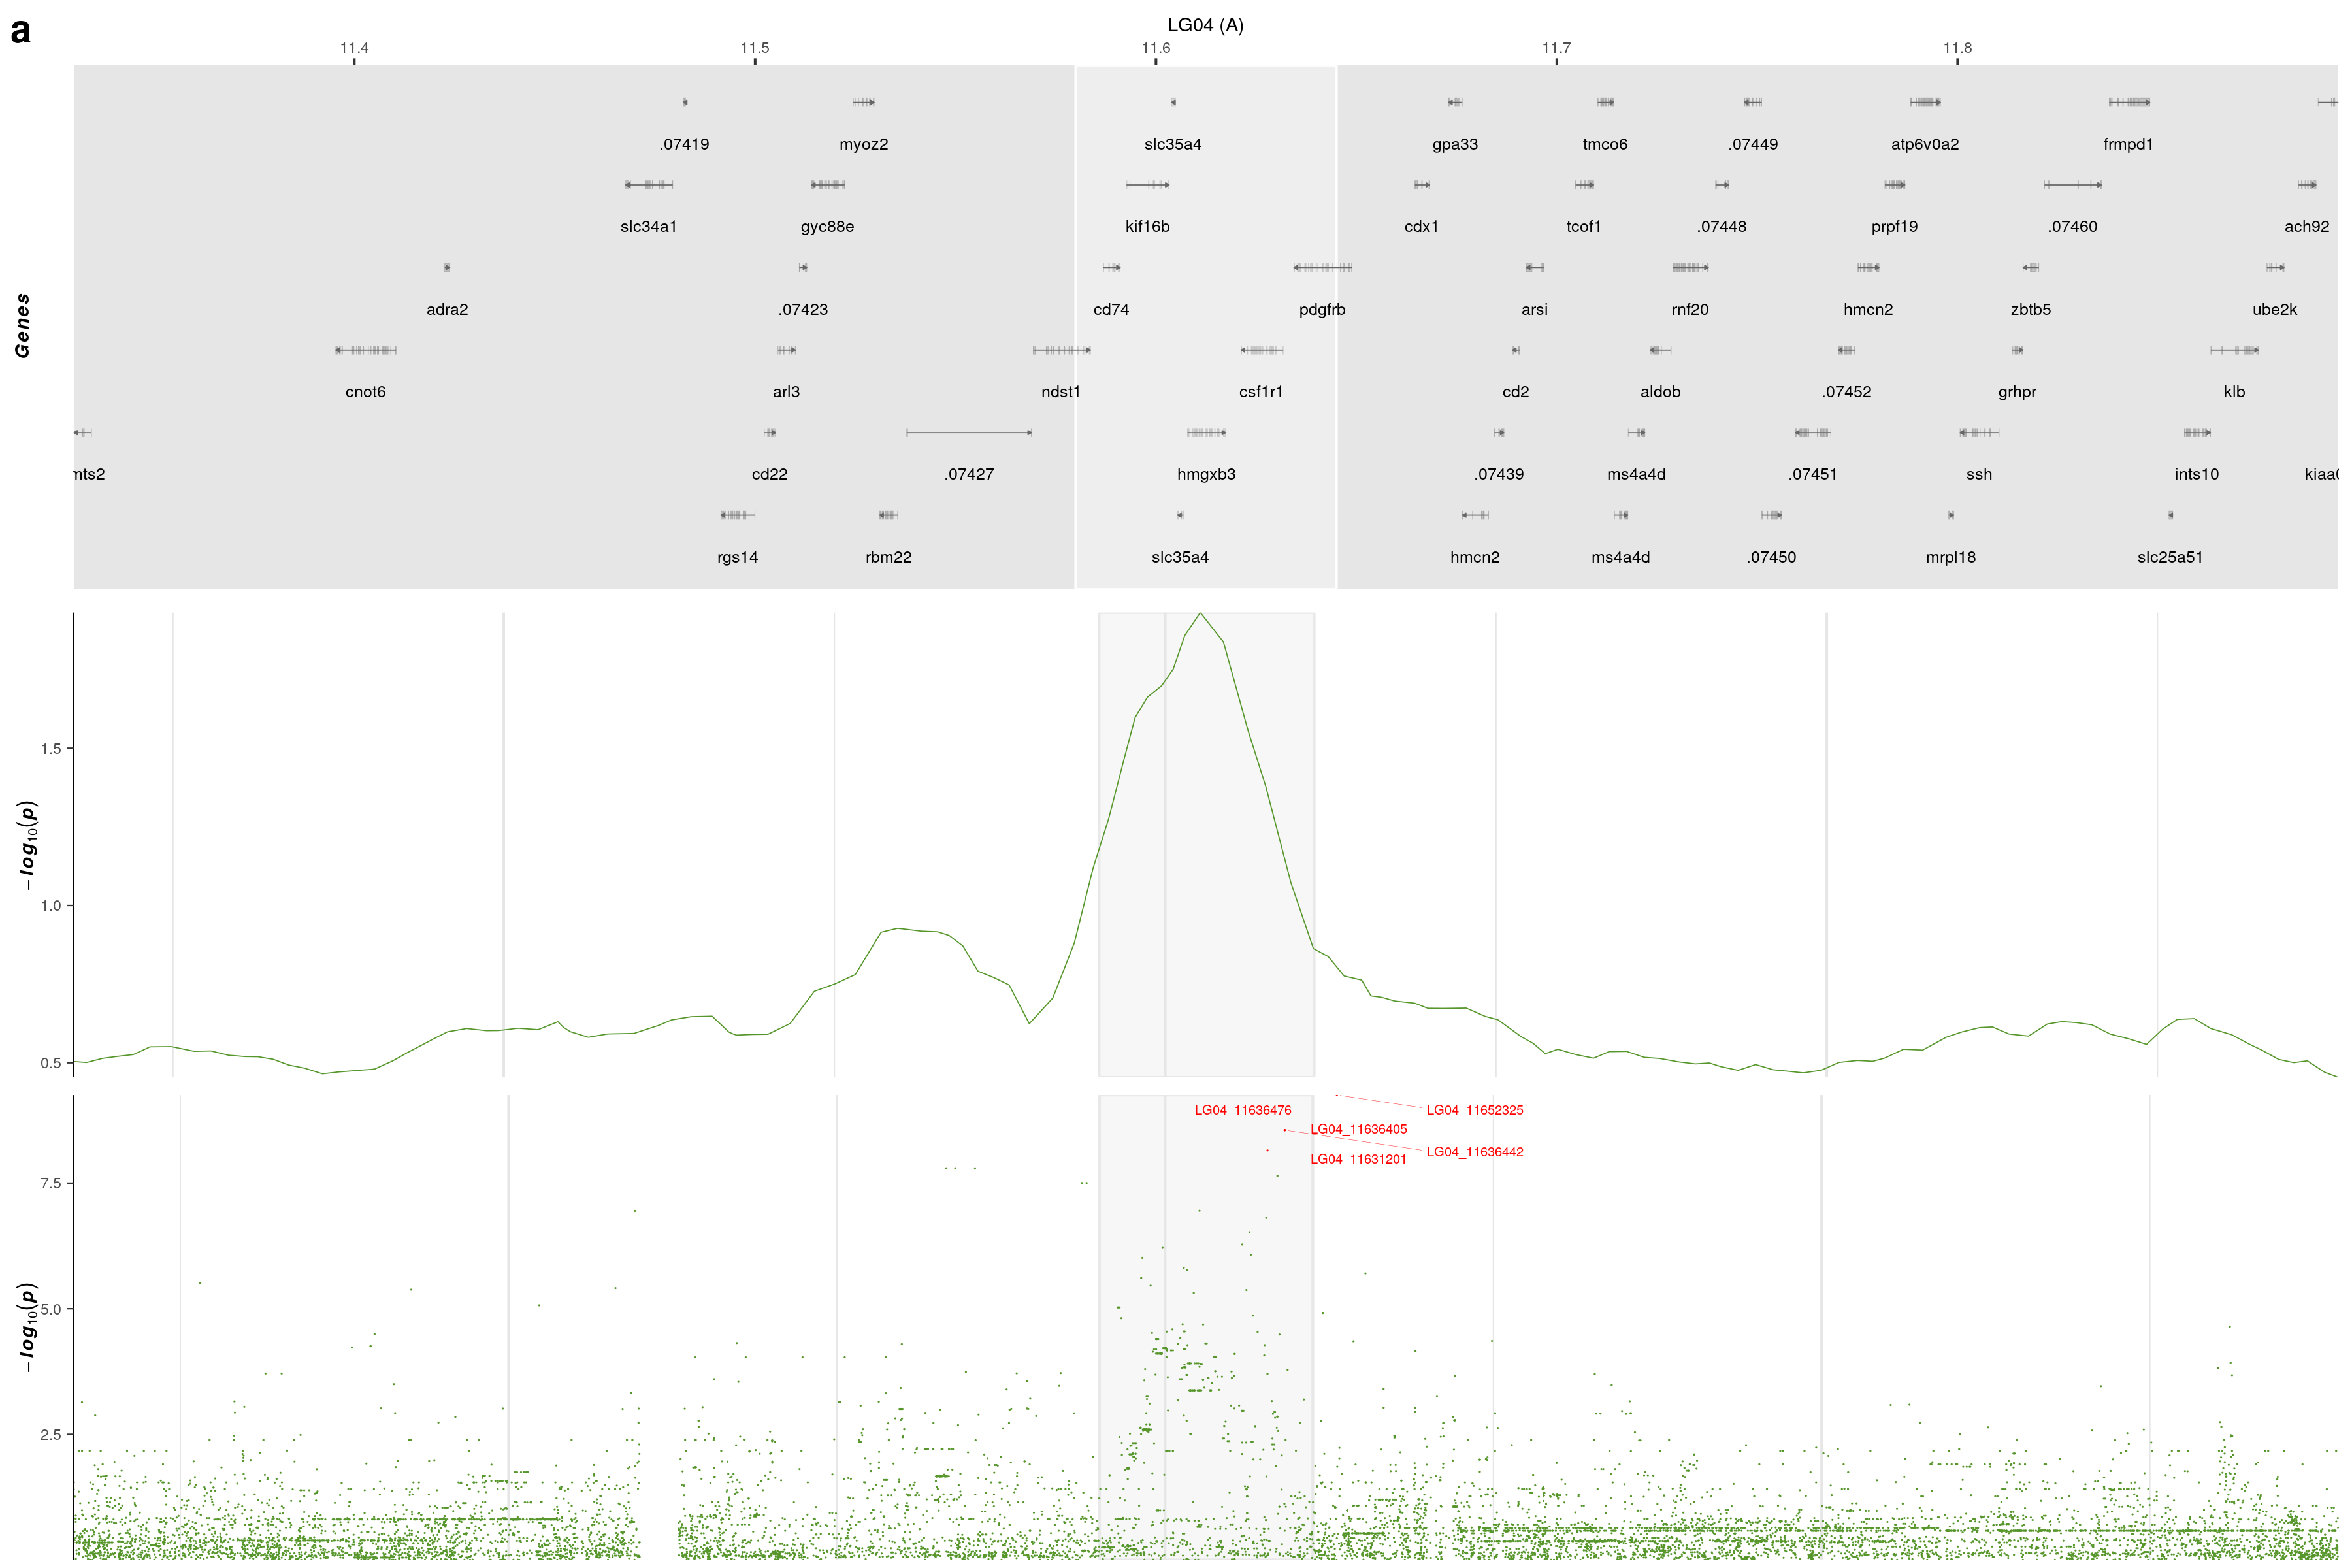 a
LG04 (A)
11.4 11.5 11.6 11.7 11.8
Genes
.07419 myoz2 slc35a4 gpa33 tmco6 .07449 atp6v0a2 frmpd1
slc34a1 gyc88e kif16b cdx1 tcof1 .07448 prpf19 .07460 ach92
adra2 .07423 cd74 pdgfrb arsi rnf20 hmcn2 zbtb5 ube2k
cnot6 arl3 ndst1 csf1r1 cd2 aldob .07452 grhpr klb
mts2 cd22 .07427 hmgxb3 .07439 ms4a4d .07451 ssh ints10 kiaa0
rgs14 rbm22 slc35a4 hmcn2 ms4a4d .07450 mrpl18 slc25a51
−log10(p)
1.5
1.0
0.5
−log10(p)
LG04_11636476 LG04_11652325
LG04_11636405
LG04_11636442
LG04_11631201
7.5
5.0
2.5